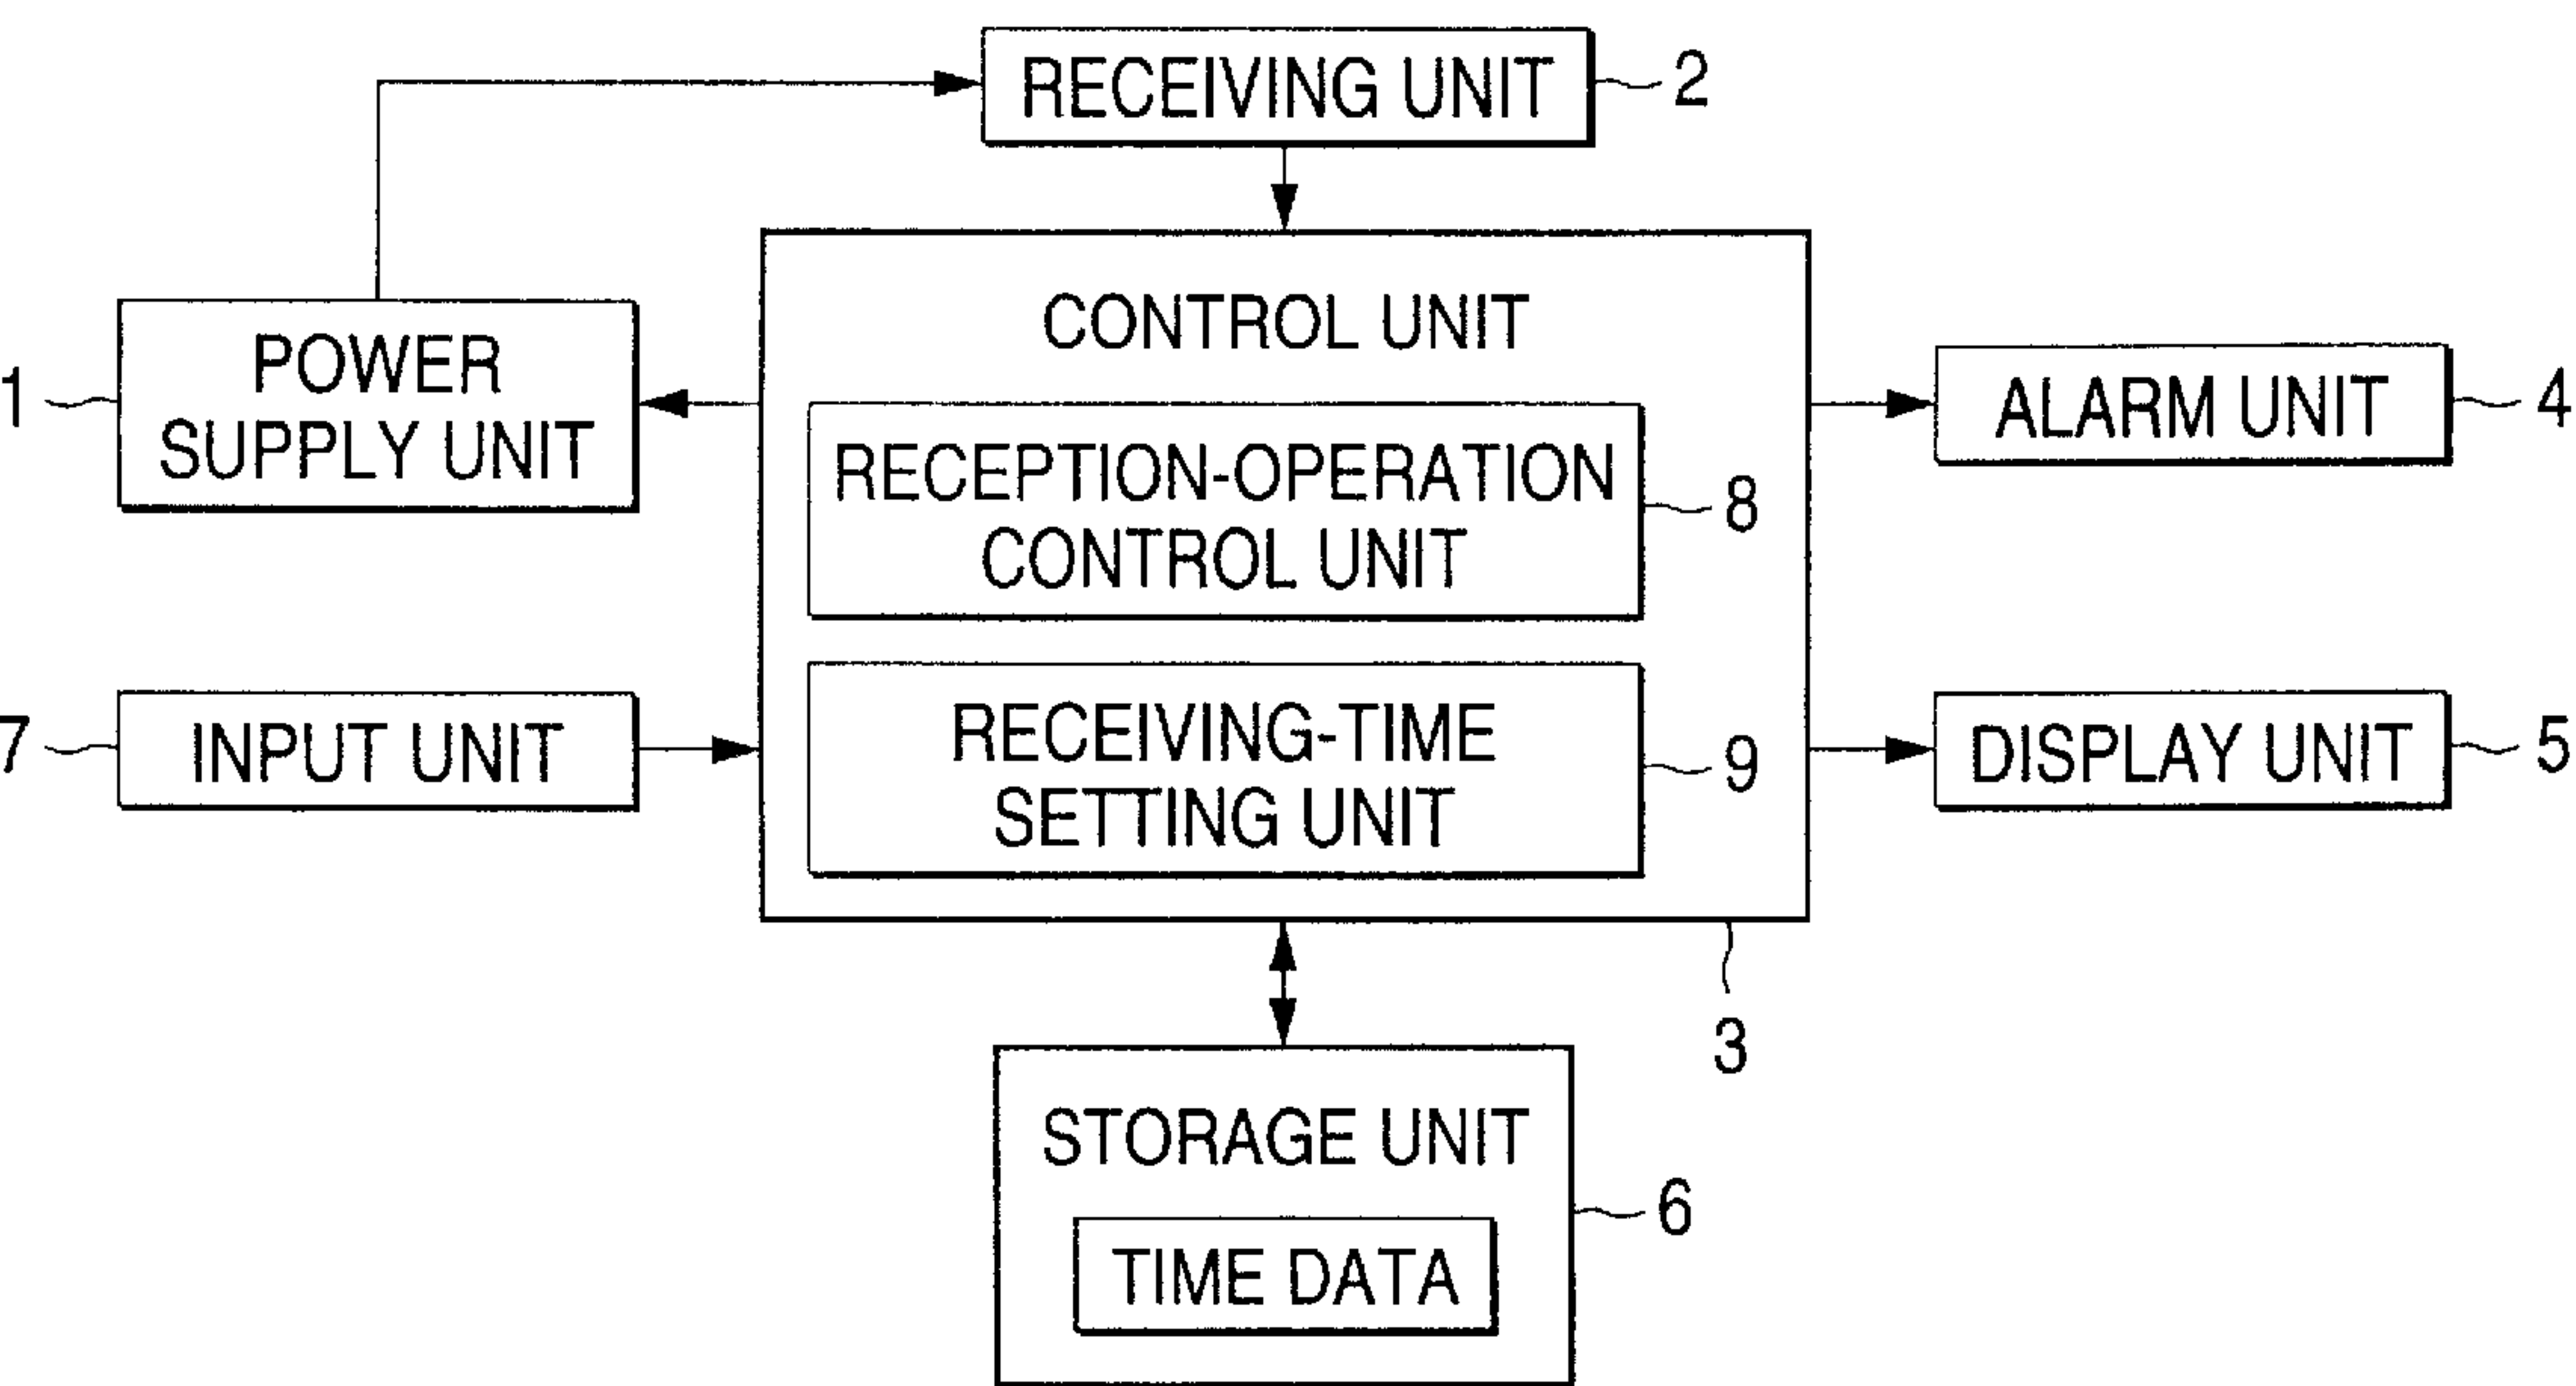 RECEIVING UNIT
2
CONTROL UNIT
POWER
SUPPLY UNIT
1
ALARM UNIT
4
RECEPTION-OPERATION
CONTROL UNIT
8
7
INPUT UNIT
RECEIVING-TIME
SETTING UNIT
9
DISPLAY UNIT
5
3
STORAGE UNIT
6
TIME DATA